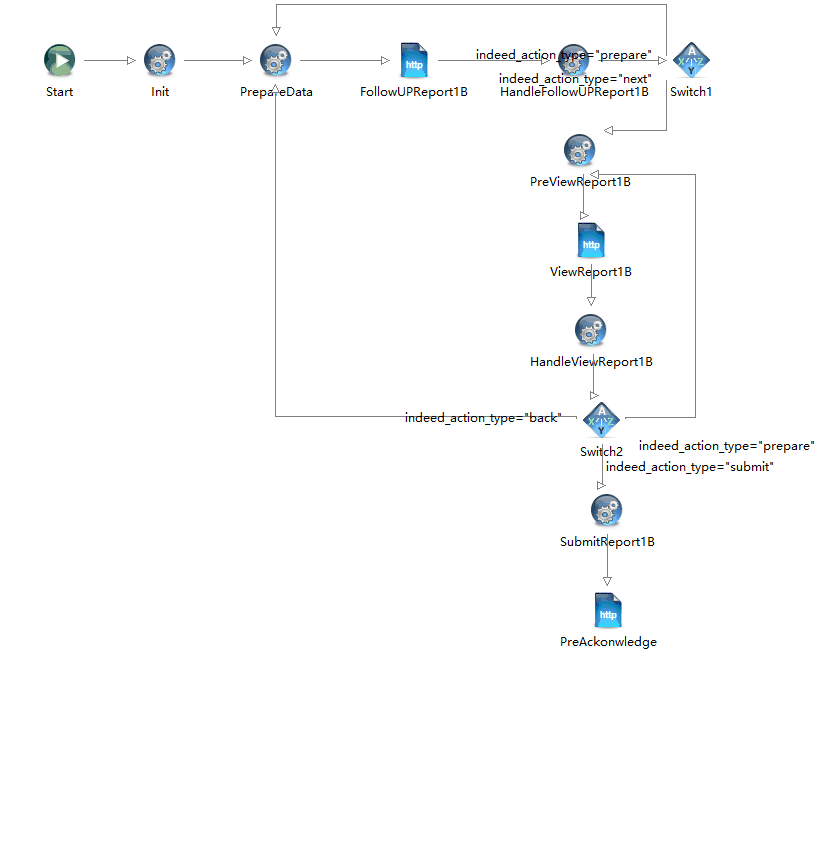 indeed_action_type="prepare"
http
A
X Z
Y
indeed_action_type="next"
Start
Init
PrepareData
FollowUPReport1B
HandleFollowUPReport1B
Switch1
PreViewReport1B
http
ViewReport1B
HandleViewReport1B
A
X Z
Y
indeed_action_type="back"
indeed_action_type="prepare"
Switch2
indeed_action_type="submit"
SubmitReport1B
http
PreAckonwledge